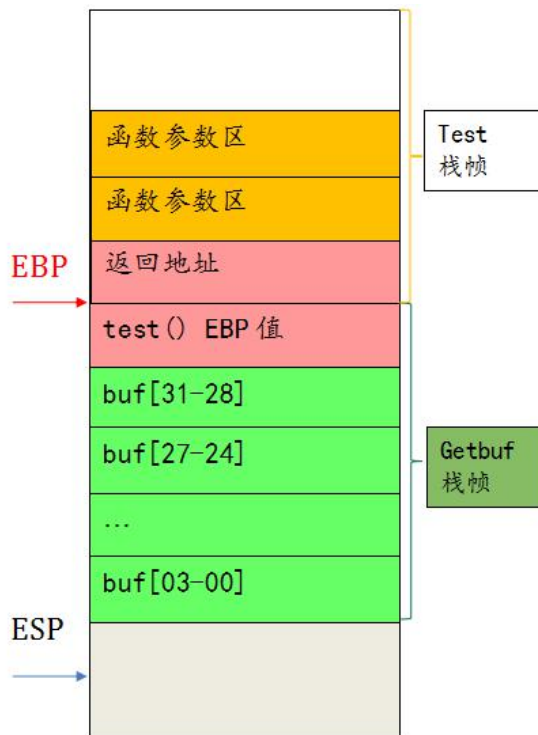 函数参数区
函数参数区
返回地址
test() EBP 值
buf[31-28]
buf[27-24]
...
buf[03-00]
EBP
ESP
Test
栈帧
Getbuf
栈帧